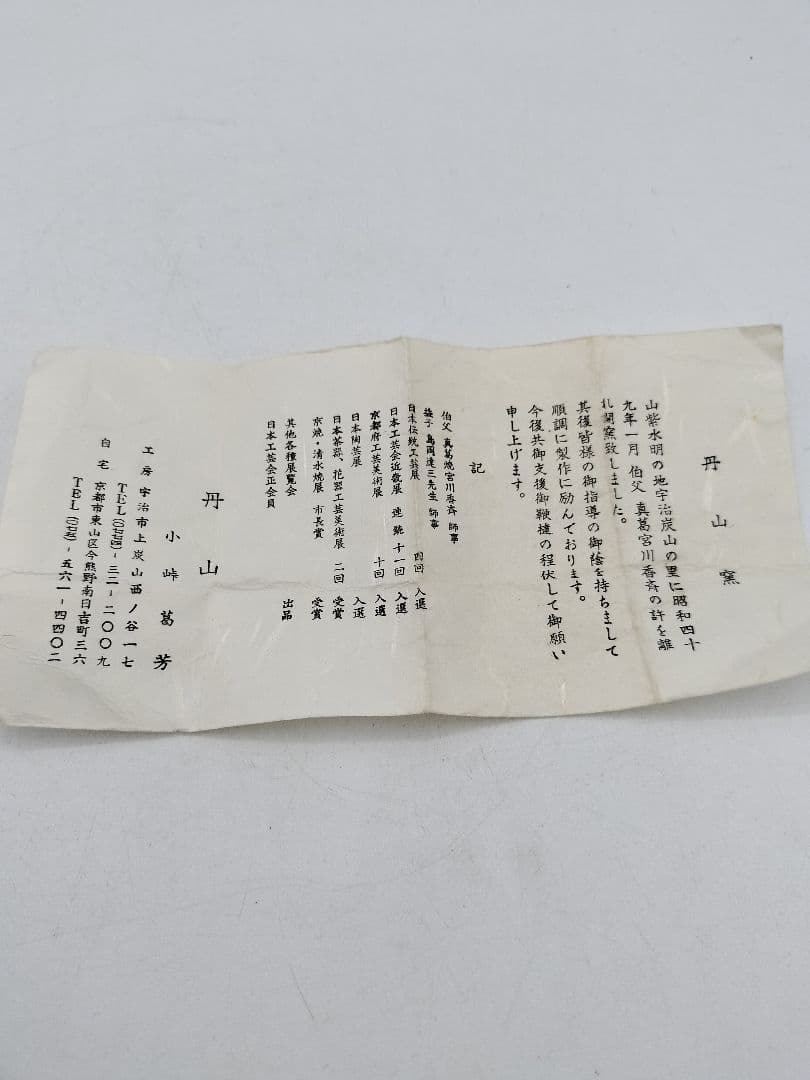 丹山窯
山紫水明の地宇治炭山の里に昭和四十
九年一月 伯父 真葛宮川香斉の許を離
れ開窯致しました。
其後皆様の御指導の御蔭を持ちまして
順調に製作に励んでおります。
今後共御支援御鞭撻の程伏して御願い
申し上げます。
記
伯父 真葛焼宮川香斉 師事
益子 島岡達三先生 師事
日本伝統工芸展 四回 入選
日本工芸会近畿展 連続十一回 入選
京都府工芸美術展 十回 入選
日本陶芸展 入選
日本茶器、花器工芸美術展 二回 受賞
京焼・清水焼展 市長賞 受賞
其他各種展覧会 出品
日本工芸会正会員
丹山
小峠葛芳
工房 宇治市上炭山西ノ谷一七
TEL(〇七七四)-三二-二〇〇九
自宅 京都市東山区今熊野南日吉町三六
TEL(〇七五)-五六一-四四〇二